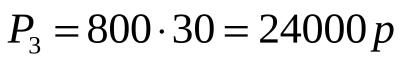 P₃ = 800 · 30 = 24000 p